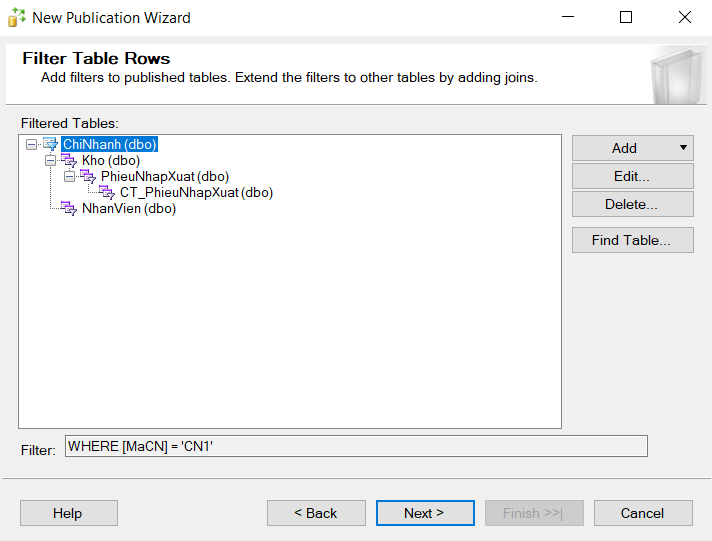 New Publication Wizard
Filter Table Rows
Add filters to published tables. Extend the filters to other tables by adding joins.
Filtered Tables:
ChiNhanh (dbo)
Kho (dbo)
PhieuNhapXuat (dbo)
CT_PhieuNhapXuat (dbo)
NhanVien (dbo)
Add
Edit...
Delete...
Find Table...
Filter: WHERE [MaCN] = 'CN1'
Help
< Back
Next >
Finish >>|
Cancel